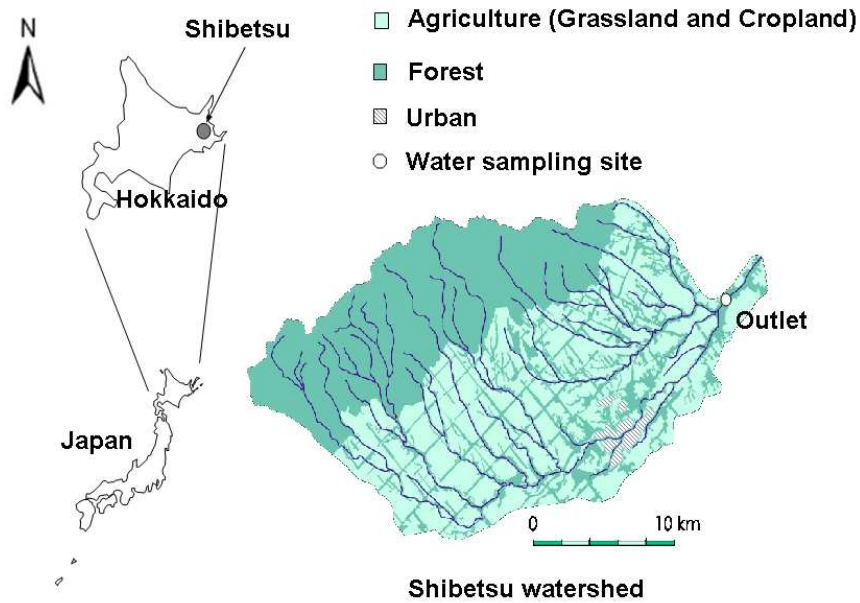 Shibetsu
N
Hokkaido
Japan
Agriculture (Grassland and Cropland)
Forest
Urban
Water sampling site
Outlet
0 10 km
Shibetsu watershed